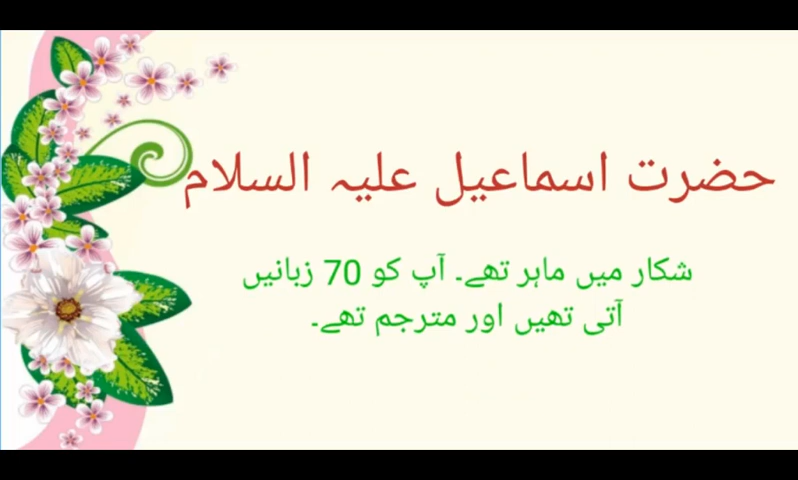 حضرت اسماعیل علیہ السلام
شکار میں ماہر تھے۔ آپ کو 70 زبانیں
آتی تھیں اور مترجم تھے۔